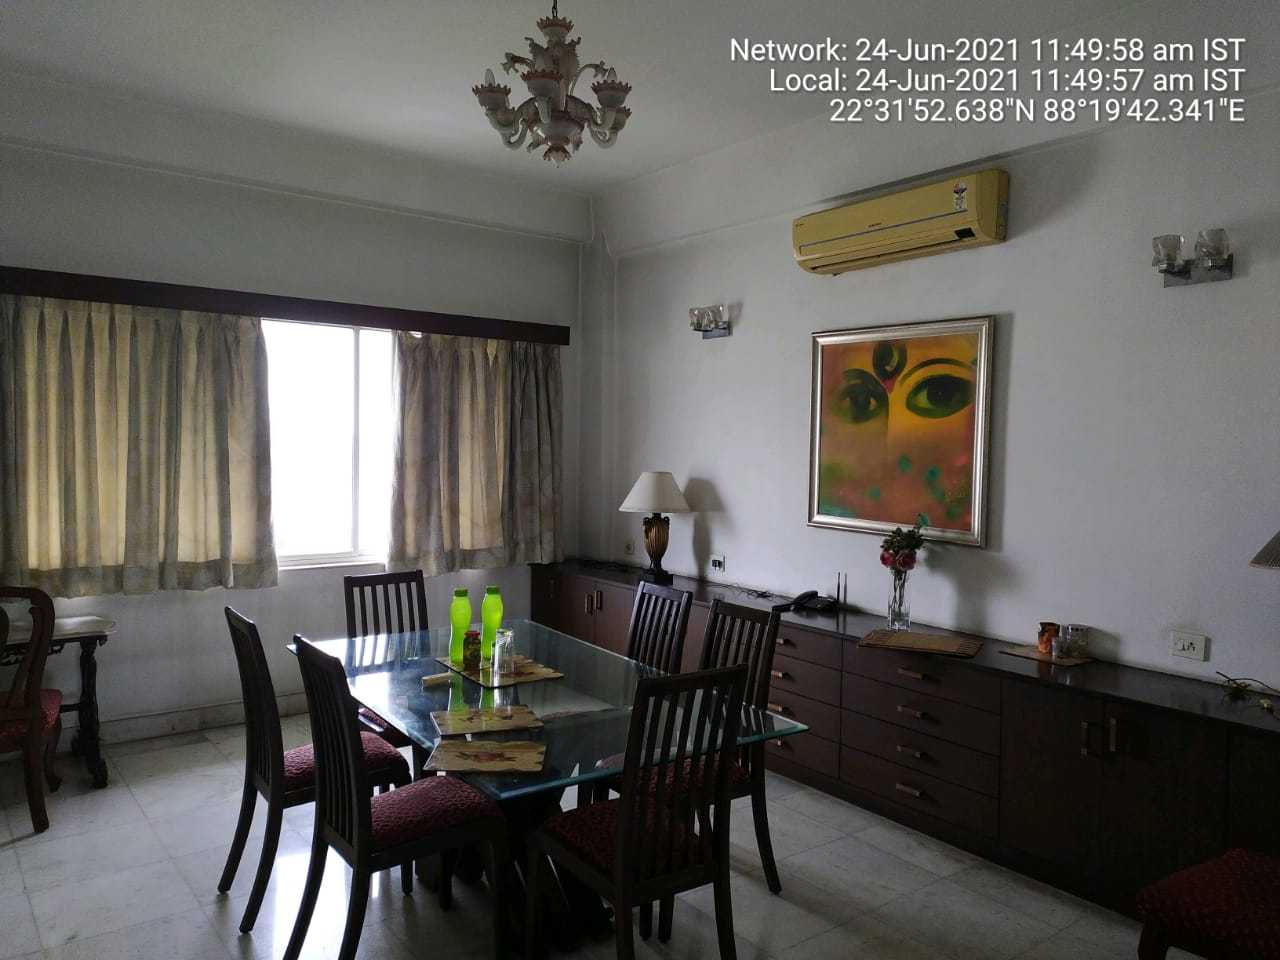 Network: 24-Jun-2021 11:49:58 am IST
Local: 24-Jun-2021 11:49:57 am IST
22°31'52.638"N 88°19'42.341"E